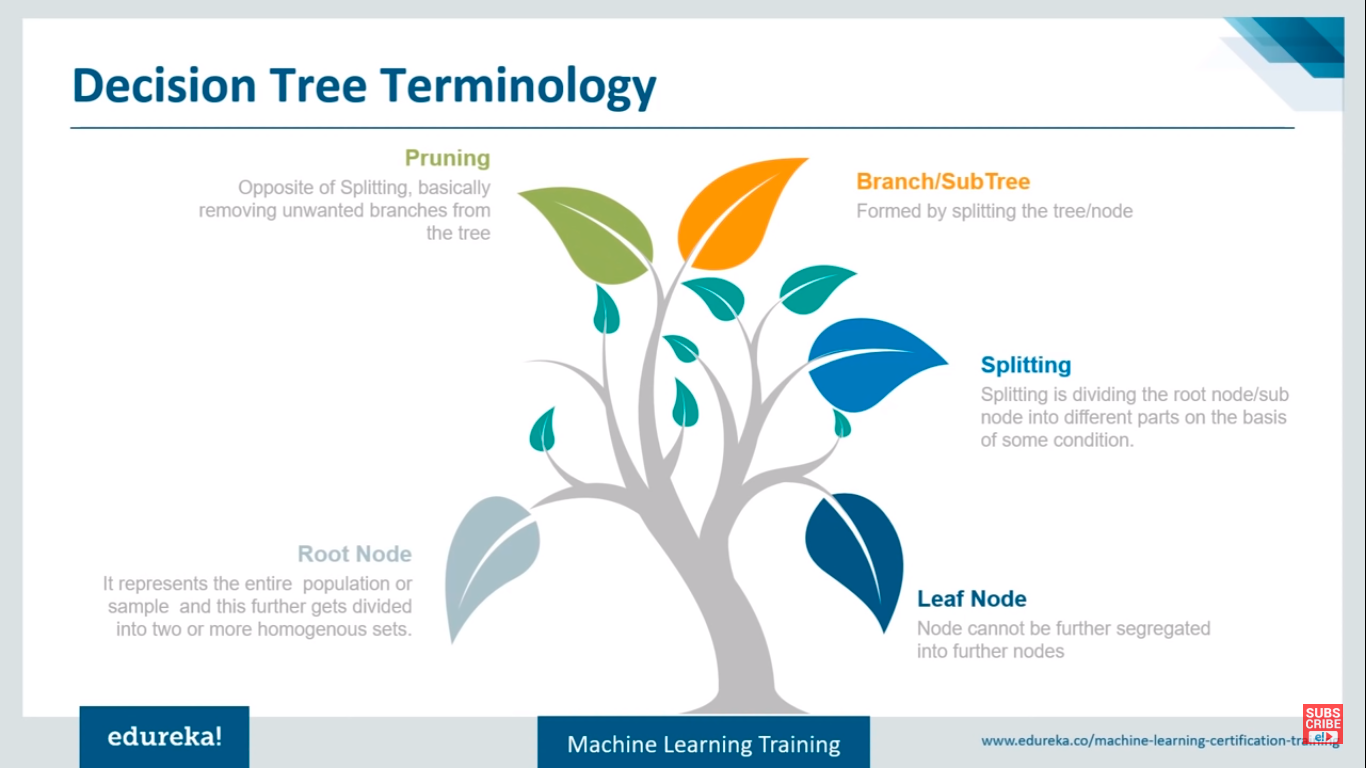 Decision Tree Terminology
Pruning
Opposite of Splitting, basically
removing unwanted branches from
the tree
Branch/SubTree
Formed by splitting the tree/node
Splitting
Splitting is dividing the root node/sub
node into different parts on the basis
of some condition.
Root Node
It represents the entire population or
sample and this further gets divided
into two or more homogenous sets.
Leaf Node
Node cannot be further segregated
into further nodes
edureka!
Machine Learning Training
www.edureka.co/machine-learning-certification-training
SUBS
CRIBE
e!